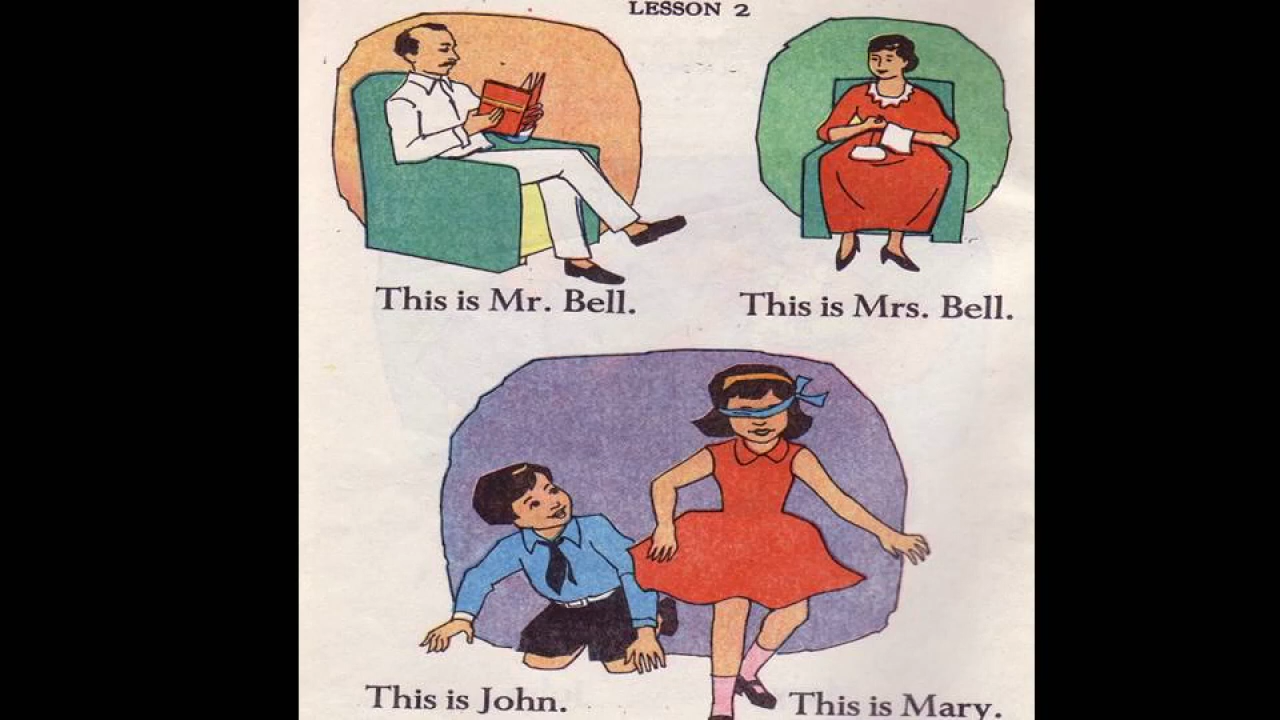 LESSON 2
This is Mr. Bell.
This is Mrs. Bell.
This is John.
This is Mary.